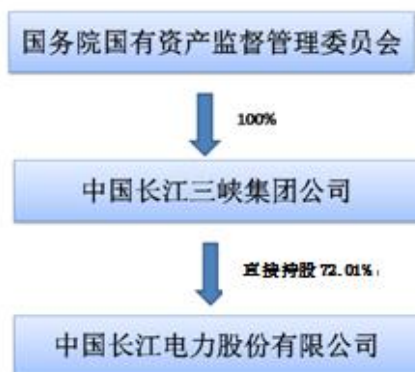 国务院国有资产监督管理委员会
100%
中国长江三峡集团公司
直接持股 72.01%
中国长江电力股份有限公司